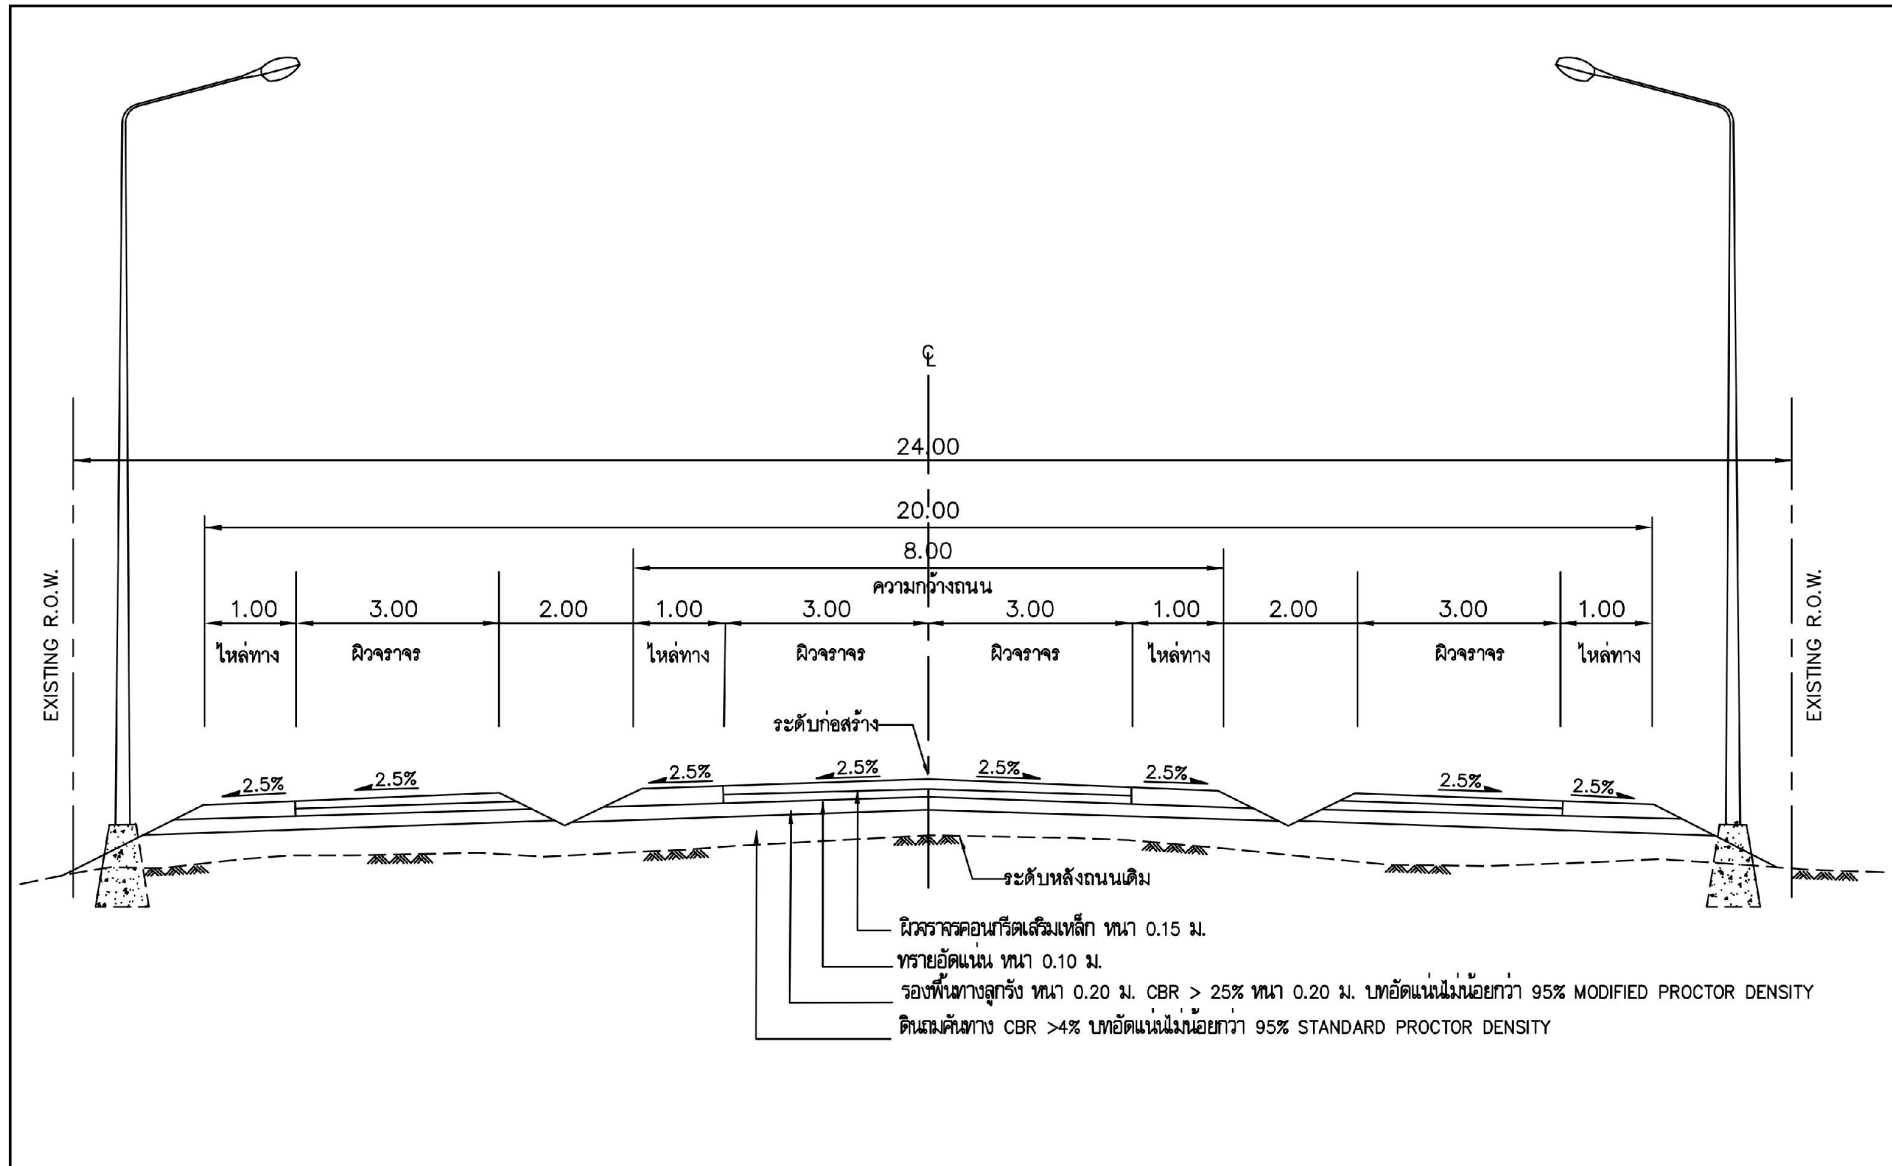 ℄
24.00
20.00
8.00
ความกว้างถนน
1.00 3.00 2.00 1.00 3.00 3.00 1.00 2.00 3.00 1.00
ไหล่ทาง ผิวจราจร ไหล่ทาง ผิวจราจร ผิวจราจร ไหล่ทาง ผิวจราจร ไหล่ทาง
EXISTING R.O.W.
EXISTING R.O.W.
ระดับก่อสร้าง
2.5% 2.5% 2.5% 2.5% 2.5% 2.5% 2.5% 2.5%
ระดับหลังถนนเดิม
ผิวจราจรคอนกรีตเสริมเหล็ก หนา 0.15 ม.
ทรายอัดแน่น หนา 0.10 ม.
รองพื้นทางลูกรัง หนา 0.20 ม. CBR > 25% หนา 0.20 ม. บทอัดแน่นไม่น้อยกว่า 95% MODIFIED PROCTOR DENSITY
ดินถมคันทาง CBR >4% บทอัดแน่นไม่น้อยกว่า 95% STANDARD PROCTOR DENSITY